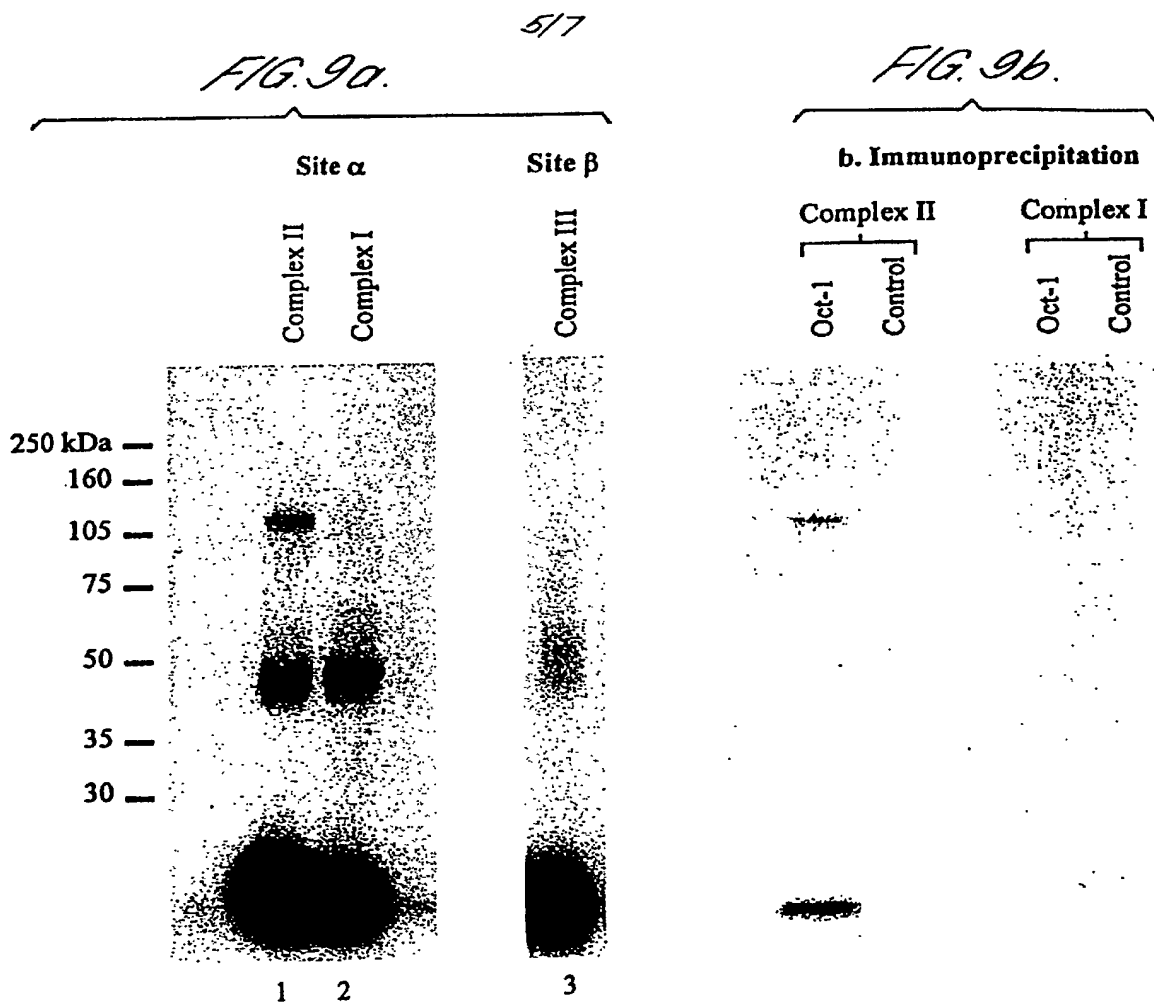 5/7
FIG. 9a.
FIG. 9b.
Site α
Site β
b. Immunoprecipitation
Complex II
Complex I
Complex II
Complex I
Complex III
Oct-1
Control
Oct-1
Control
250 kDa
160
105
75
50
35
30
1
2
3